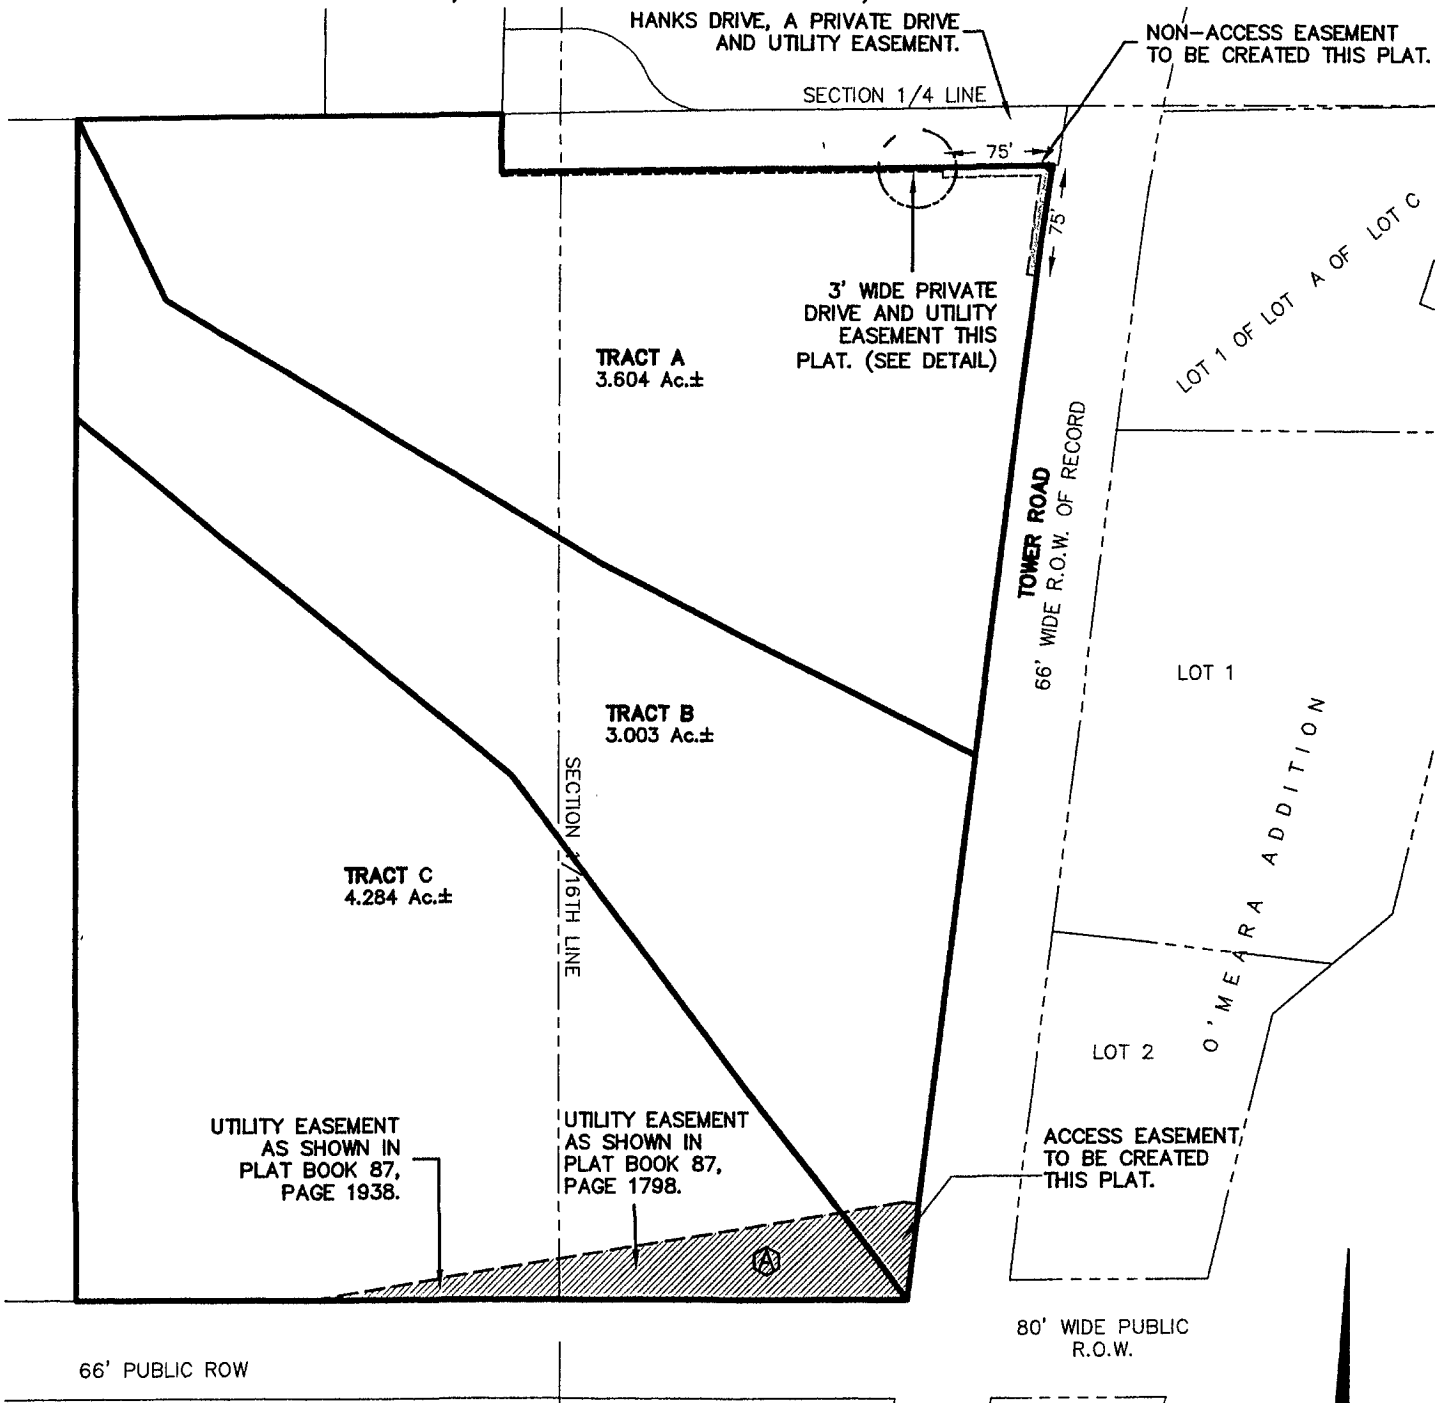 HANKS DRIVE, A PRIVATE DRIVE
AND UTILITY EASEMENT.
NON-ACCESS EASEMENT
TO BE CREATED THIS PLAT.
SECTION 1/4 LINE
75'
75'
3' WIDE PRIVATE
DRIVE AND UTILITY
EASEMENT THIS
PLAT. (SEE DETAIL)
LOT 1 OF LOT A OF LOT C
TRACT A
3.604 Ac.±
TOWER ROAD
66' WIDE R.O.W. OF RECORD
LOT 1
TRACT B
3.003 Ac.±
O'MEARA ADDITION
SECTION 1/16TH LINE
TRACT C
4.284 Ac.±
LOT 2
UTILITY EASEMENT
AS SHOWN IN
PLAT BOOK 87,
PAGE 1938.
UTILITY EASEMENT
AS SHOWN IN
PLAT BOOK 87,
PAGE 1798.
ACCESS EASEMENT
TO BE CREATED
THIS PLAT.
A
80' WIDE PUBLIC
R.O.W.
66' PUBLIC ROW